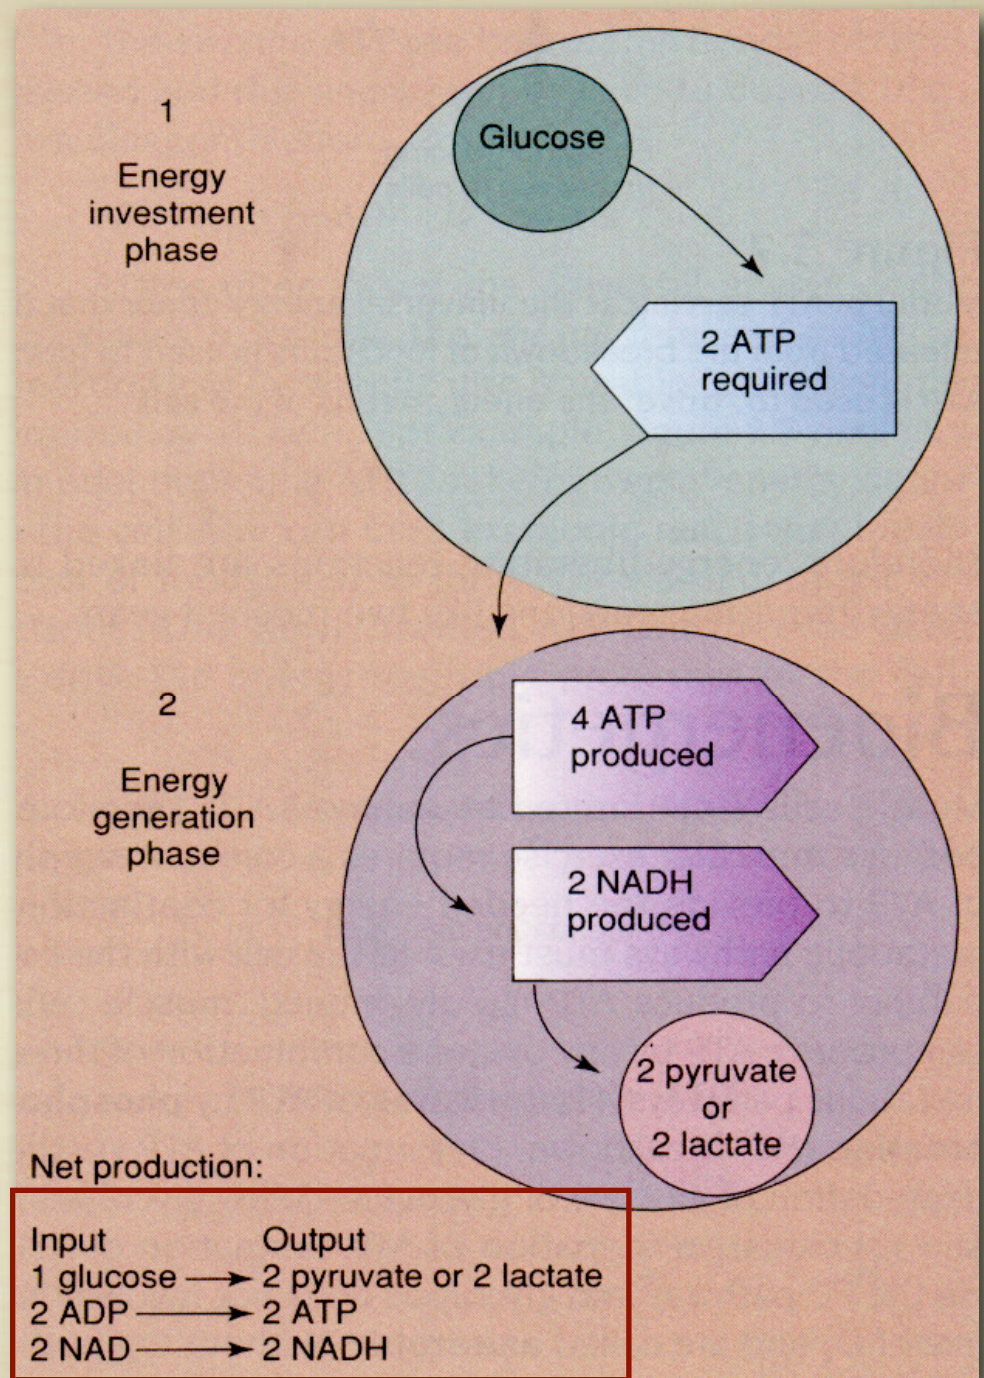 1
Energy
investment
phase
Glucose
2 ATP
required
2
Energy
generation
phase
4 ATP
produced
2 NADH
produced
2 pyruvate
or
2 lactate
Net production:
Input Output
1 glucose → 2 pyruvate or 2 lactate
2 ADP → 2 ATP
2 NAD → 2 NADH